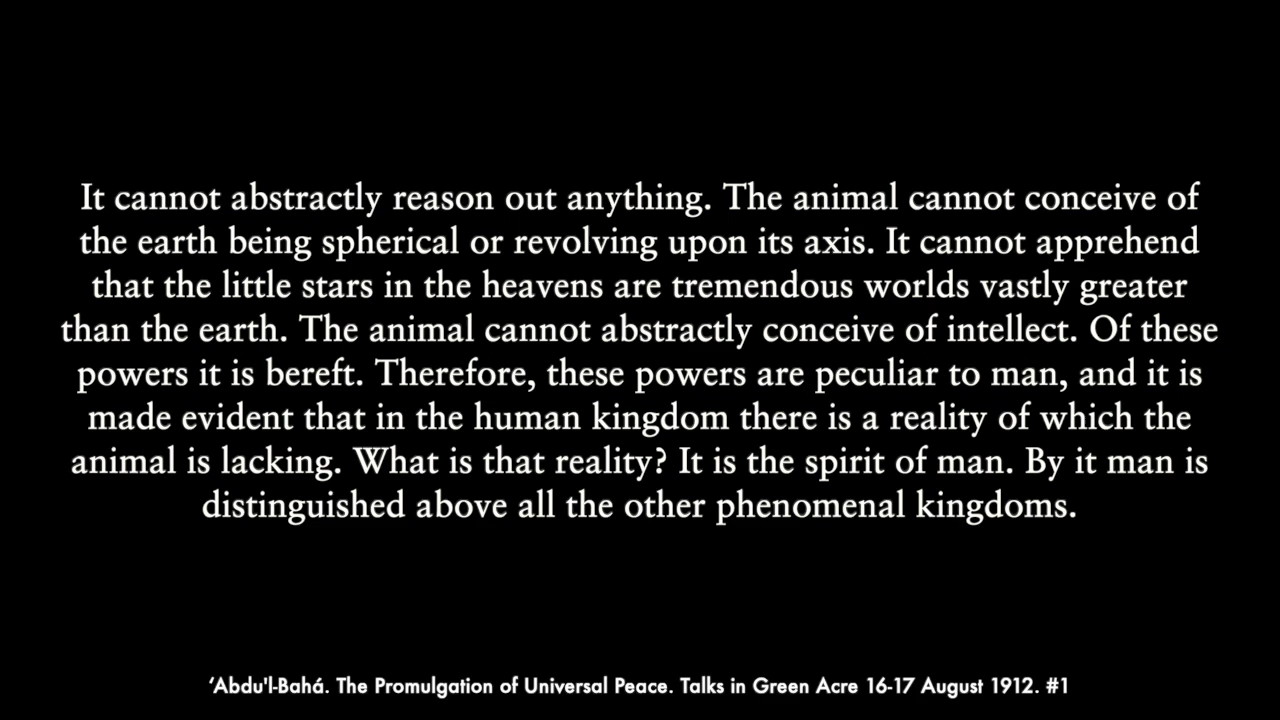 It cannot abstractly reason out anything. The animal cannot conceive of
the earth being spherical or revolving upon its axis. It cannot apprehend
that the little stars in the heavens are tremendous worlds vastly greater
than the earth. The animal cannot abstractly conceive of intellect. Of these
powers it is bereft. Therefore, these powers are peculiar to man, and it is
made evident that in the human kingdom there is a reality of which the
animal is lacking. What is that reality? It is the spirit of man. By it man is
distinguished above all the other phenomenal kingdoms.
‘Abdu'l-Bahá. The Promulgation of Universal Peace. Talks in Green Acre 16-17 August 1912. #1